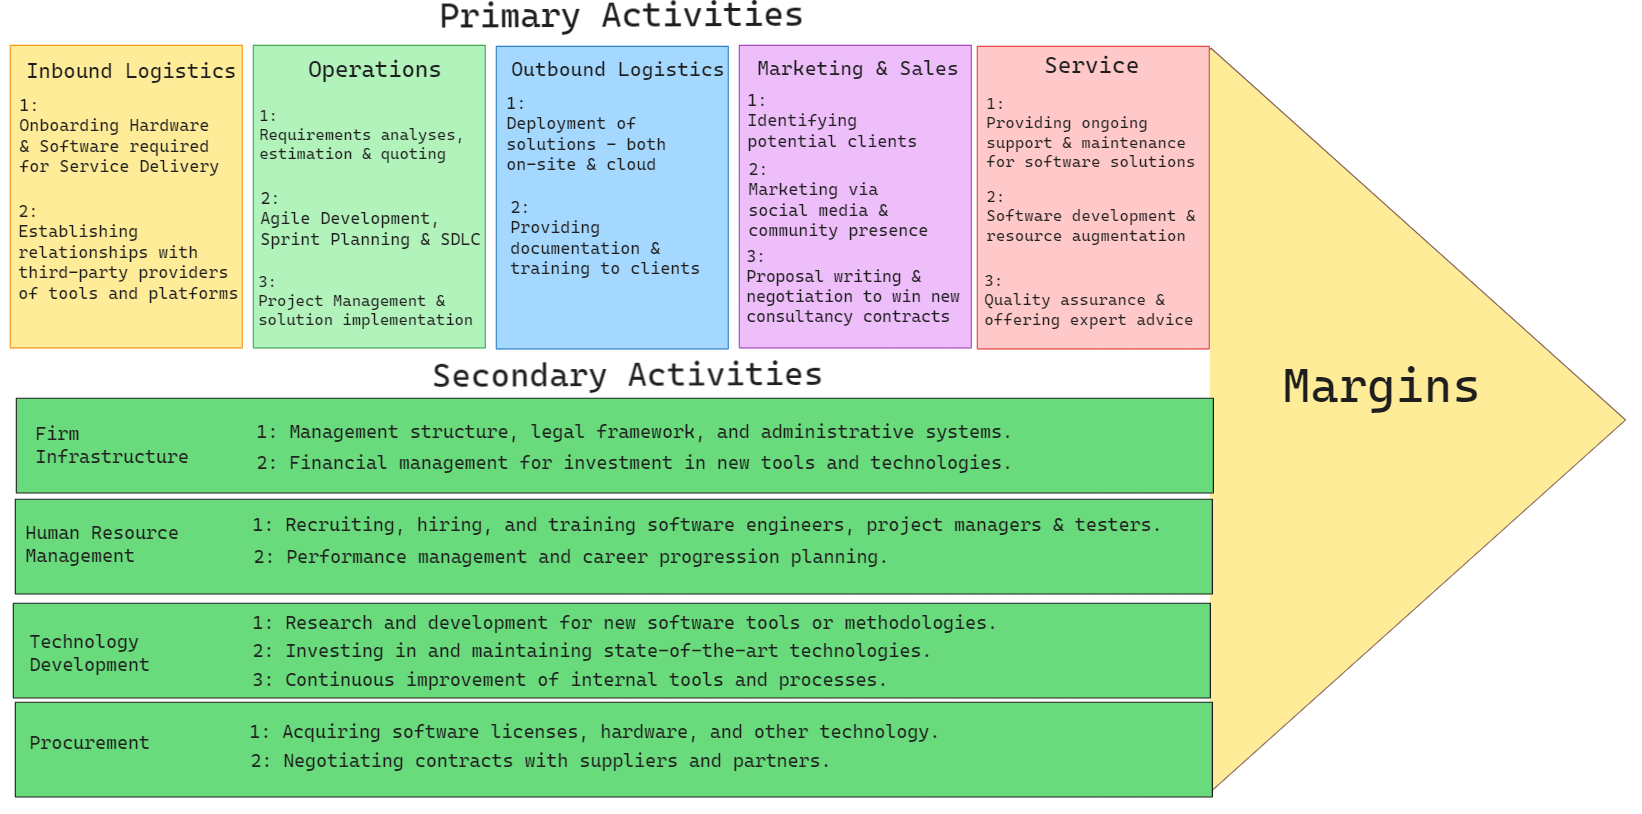 Primary Activities
Inbound Logistics
1:
Onboarding Hardware
& Software required
for Service Delivery
2:
Establishing
relationships with
third-party providers
of tools and platforms
Operations
1:
Requirements analyses,
estimation & quoting
2:
Agile Development,
Sprint Planning & SDLC
3:
Project Management &
solution implementation
Outbound Logistics
1:
Deployment of
solutions - both
on-site & cloud
2:
Providing
documentation &
training to clients
Marketing & Sales
1:
Identifying
potential clients
2:
Marketing via
social media &
community presence
3:
Proposal writing &
negotiation to win new
consultancy contracts
Service
1:
Providing ongoing
support & maintenance
for software solutions
2:
Software development &
resource augmentation
3:
Quality assurance &
offering expert advice
Margins
Secondary Activities
Firm
Infrastructure
1: Management structure, legal framework, and administrative systems.
2: Financial management for investment in new tools and technologies.
Human Resource
Management
1: Recruiting, hiring, and training software engineers, project managers & testers.
2: Performance management and career progression planning.
Technology
Development
1: Research and development for new software tools or methodologies.
2: Investing in and maintaining state-of-the-art technologies.
3: Continuous improvement of internal tools and processes.
Procurement
1: Acquiring software licenses, hardware, and other technology.
2: Negotiating contracts with suppliers and partners.